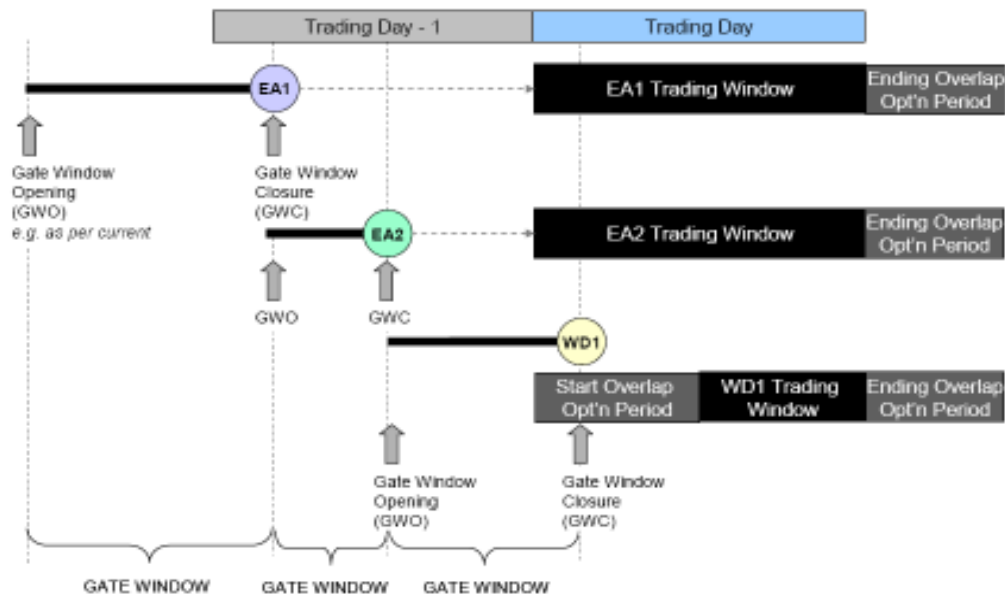 Trading Day - 1
Trading Day
EA1
EA1 Trading Window
Ending Overlap
Opt'n Period
Gate Window
Opening
(GWO)
e.g. as per current
Gate Window
Closure
(GWC)
EA2
EA2 Trading Window
Ending Overlap
Opt'n Period
GWO
GWC
WD1
Start Overlap
Opt'n Period
WD1 Trading
Window
Ending Overlap
Opt'n Period
Gate Window
Opening
(GWO)
Gate Window
Closure
(GWC)
GATE WINDOW
GATE WINDOW
GATE WINDOW